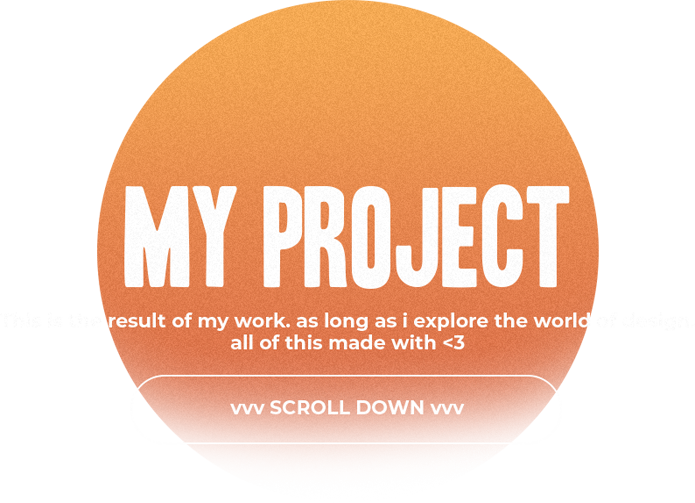 MY PROJECT
This is the result of my work. as long as i explore the world of design.
all of this made with <3
vvv SCROLL DOWN vvv